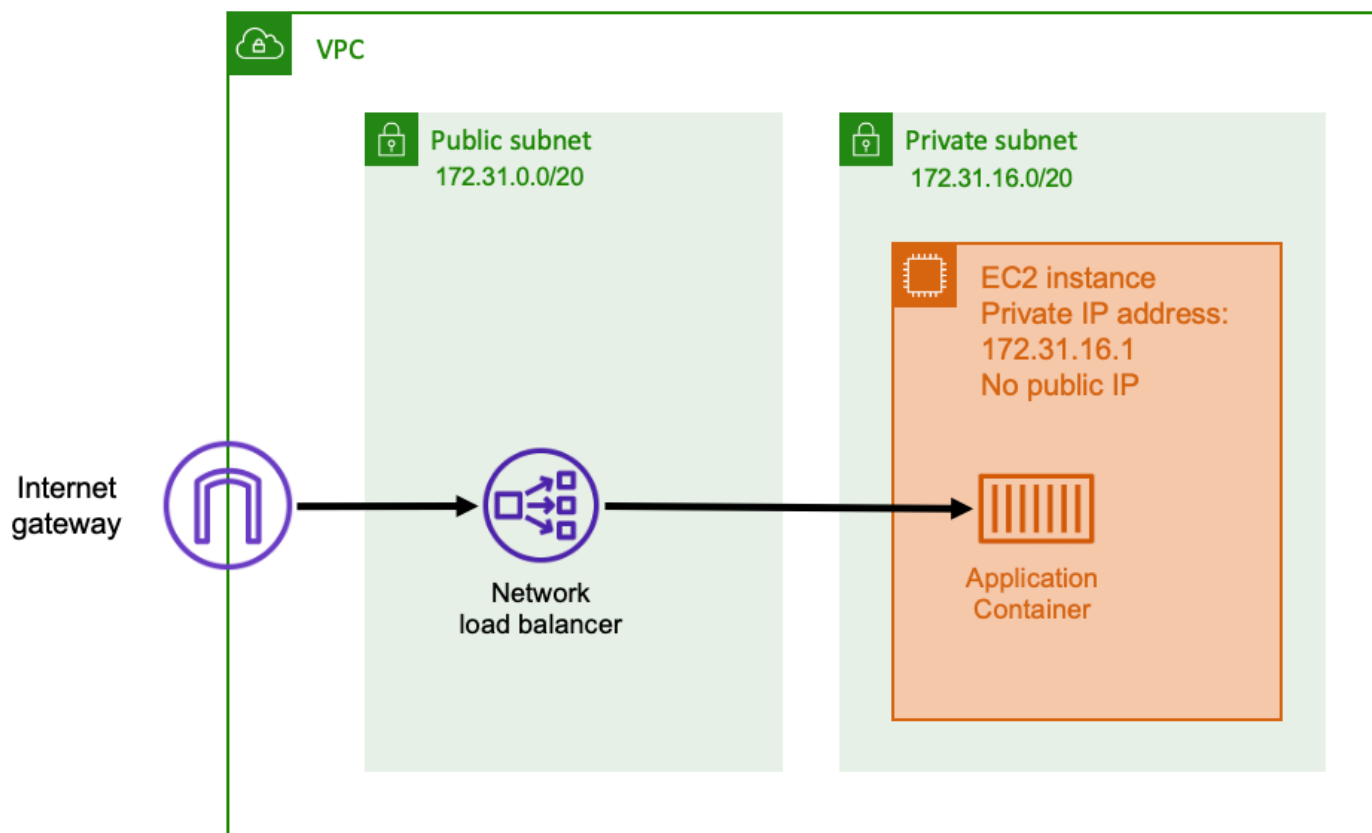 VPC
Public subnet
172.31.0.0/20
Private subnet
172.31.16.0/20
EC2 instance
Private IP address:
172.31.16.1
No public IP
Internet
gateway
Network
load balancer
Application
Container